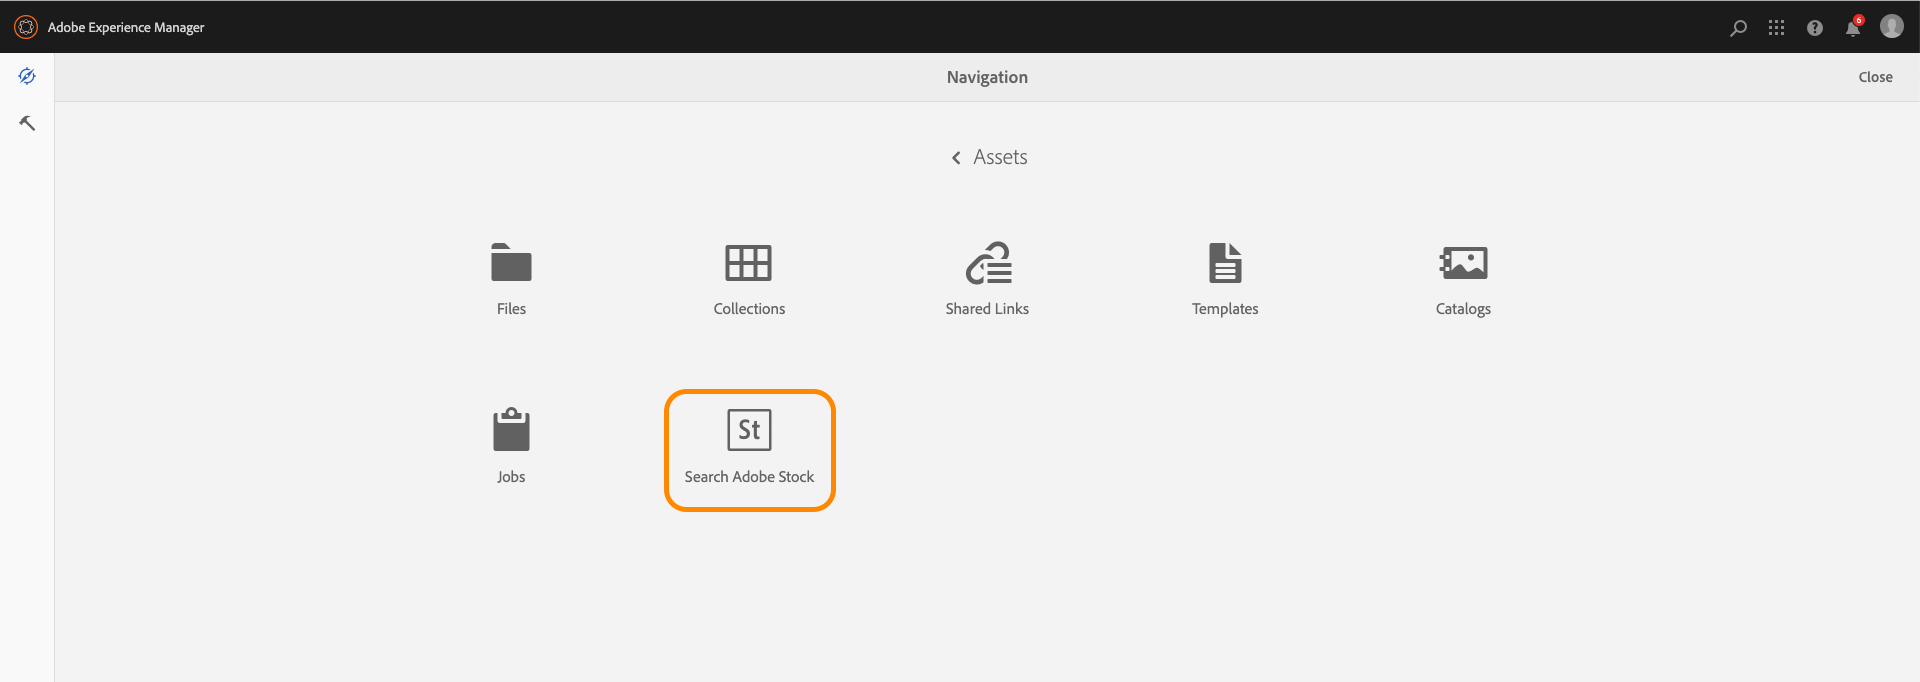 Adobe Experience Manager
6
Navigation
Close
Assets
Files
Collections
Shared Links
Templates
Catalogs
Jobs
St
Search Adobe Stock